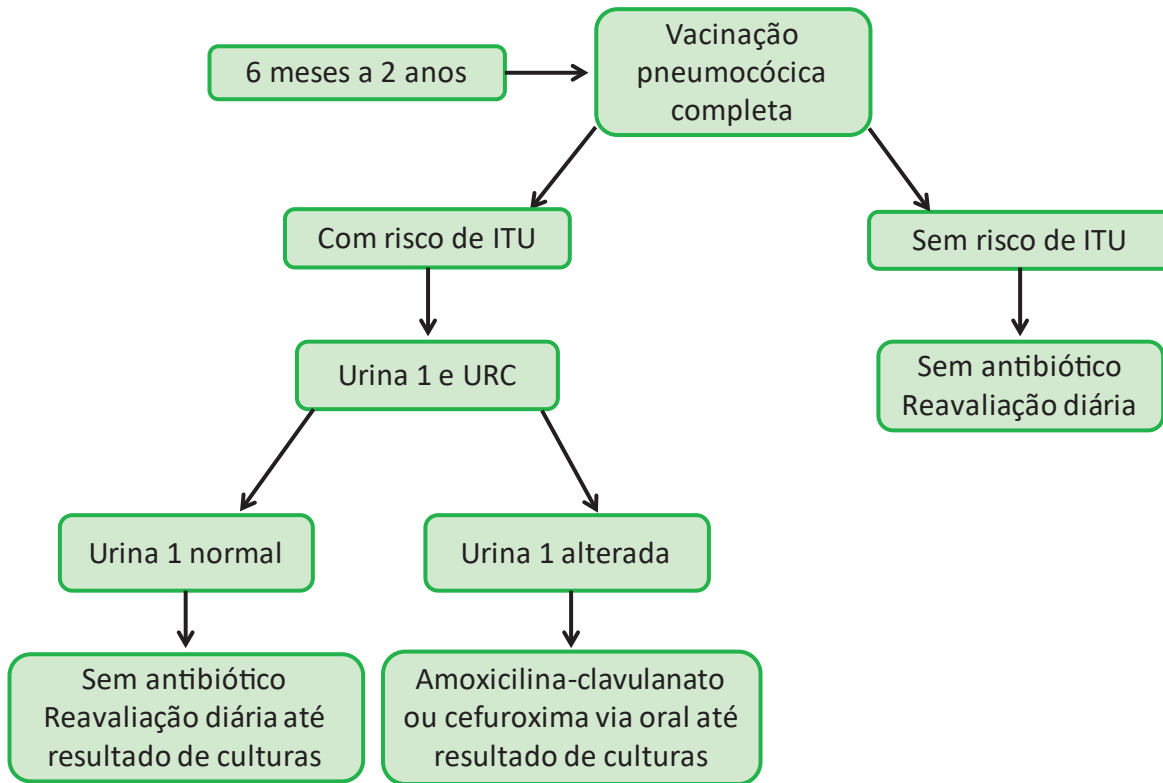 6 meses a 2 anos
Vacinação
pneumocócica
completa
Com risco de ITU
Sem risco de ITU
Urina 1 e URC
Sem antibiótico
Reavaliação diária
Urina 1 normal
Urina 1 alterada
Sem antibiótico
Reavaliação diária até
resultado de culturas
Amoxicilina-clavulanato
ou cefuroxima via oral até
resultado de culturas